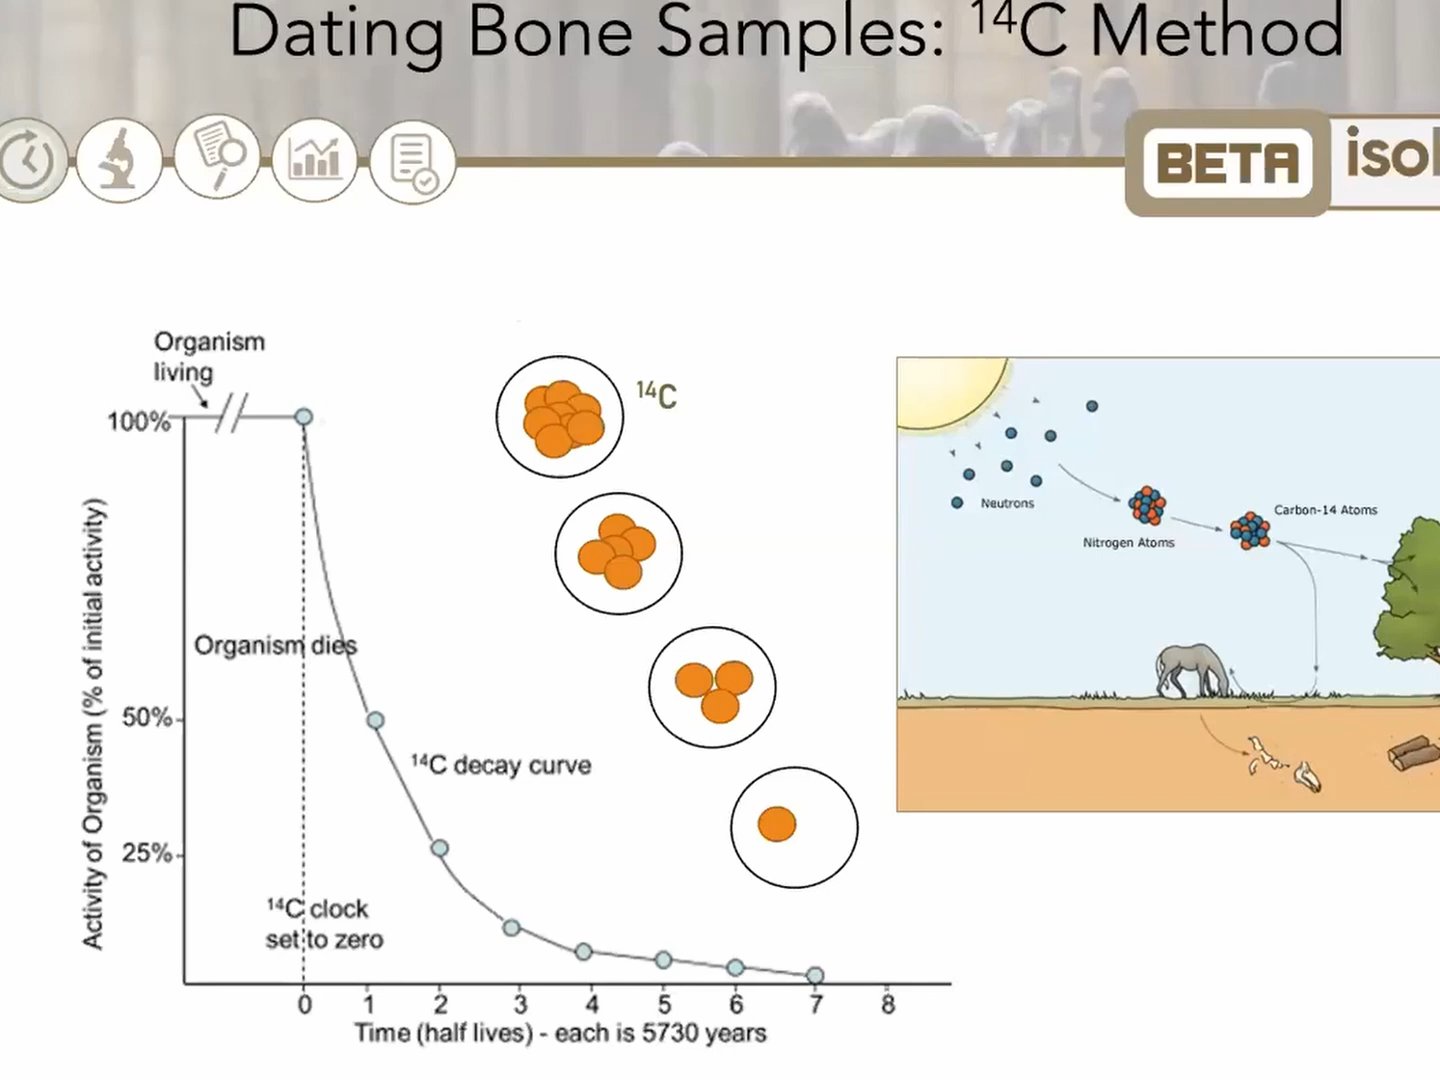 Dating Bone Samples: ¹⁴C Method
BETA
isol
Organism
living
100%
¹⁴C
Neutrons
Carbon-14 Atoms
Nitrogen Atoms
Activity of Organism (% of initial activity)
Organism dies
50%
¹⁴C decay curve
25%
¹⁴C clock
set to zero
0 1 2 3 4 5 6 7 8
Time (half lives) - each is 5730 years